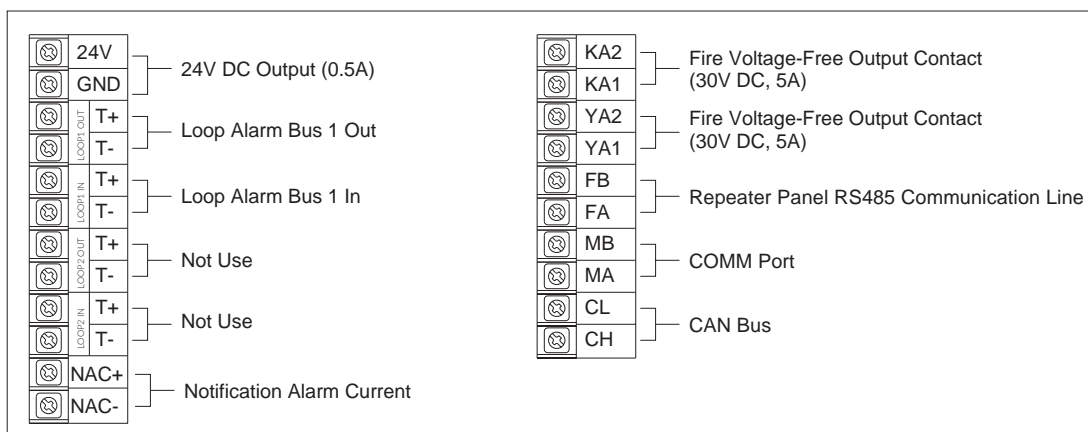 24V
GND
24V DC Output (0.5A)
LOOP1 OUT
T+
T-
Loop Alarm Bus 1 Out
LOOP1 IN
T+
T-
Loop Alarm Bus 1 In
LOOP2 OUT
T+
T-
Not Use
LOOP2 IN
T+
T-
Not Use
NAC+
NAC-
Notification Alarm Current
KA2
KA1
Fire Voltage-Free Output Contact
(30V DC, 5A)
YA2
YA1
Fire Voltage-Free Output Contact
(30V DC, 5A)
FB
FA
Repeater Panel RS485 Communication Line
MB
MA
COMM Port
CL
CH
CAN Bus